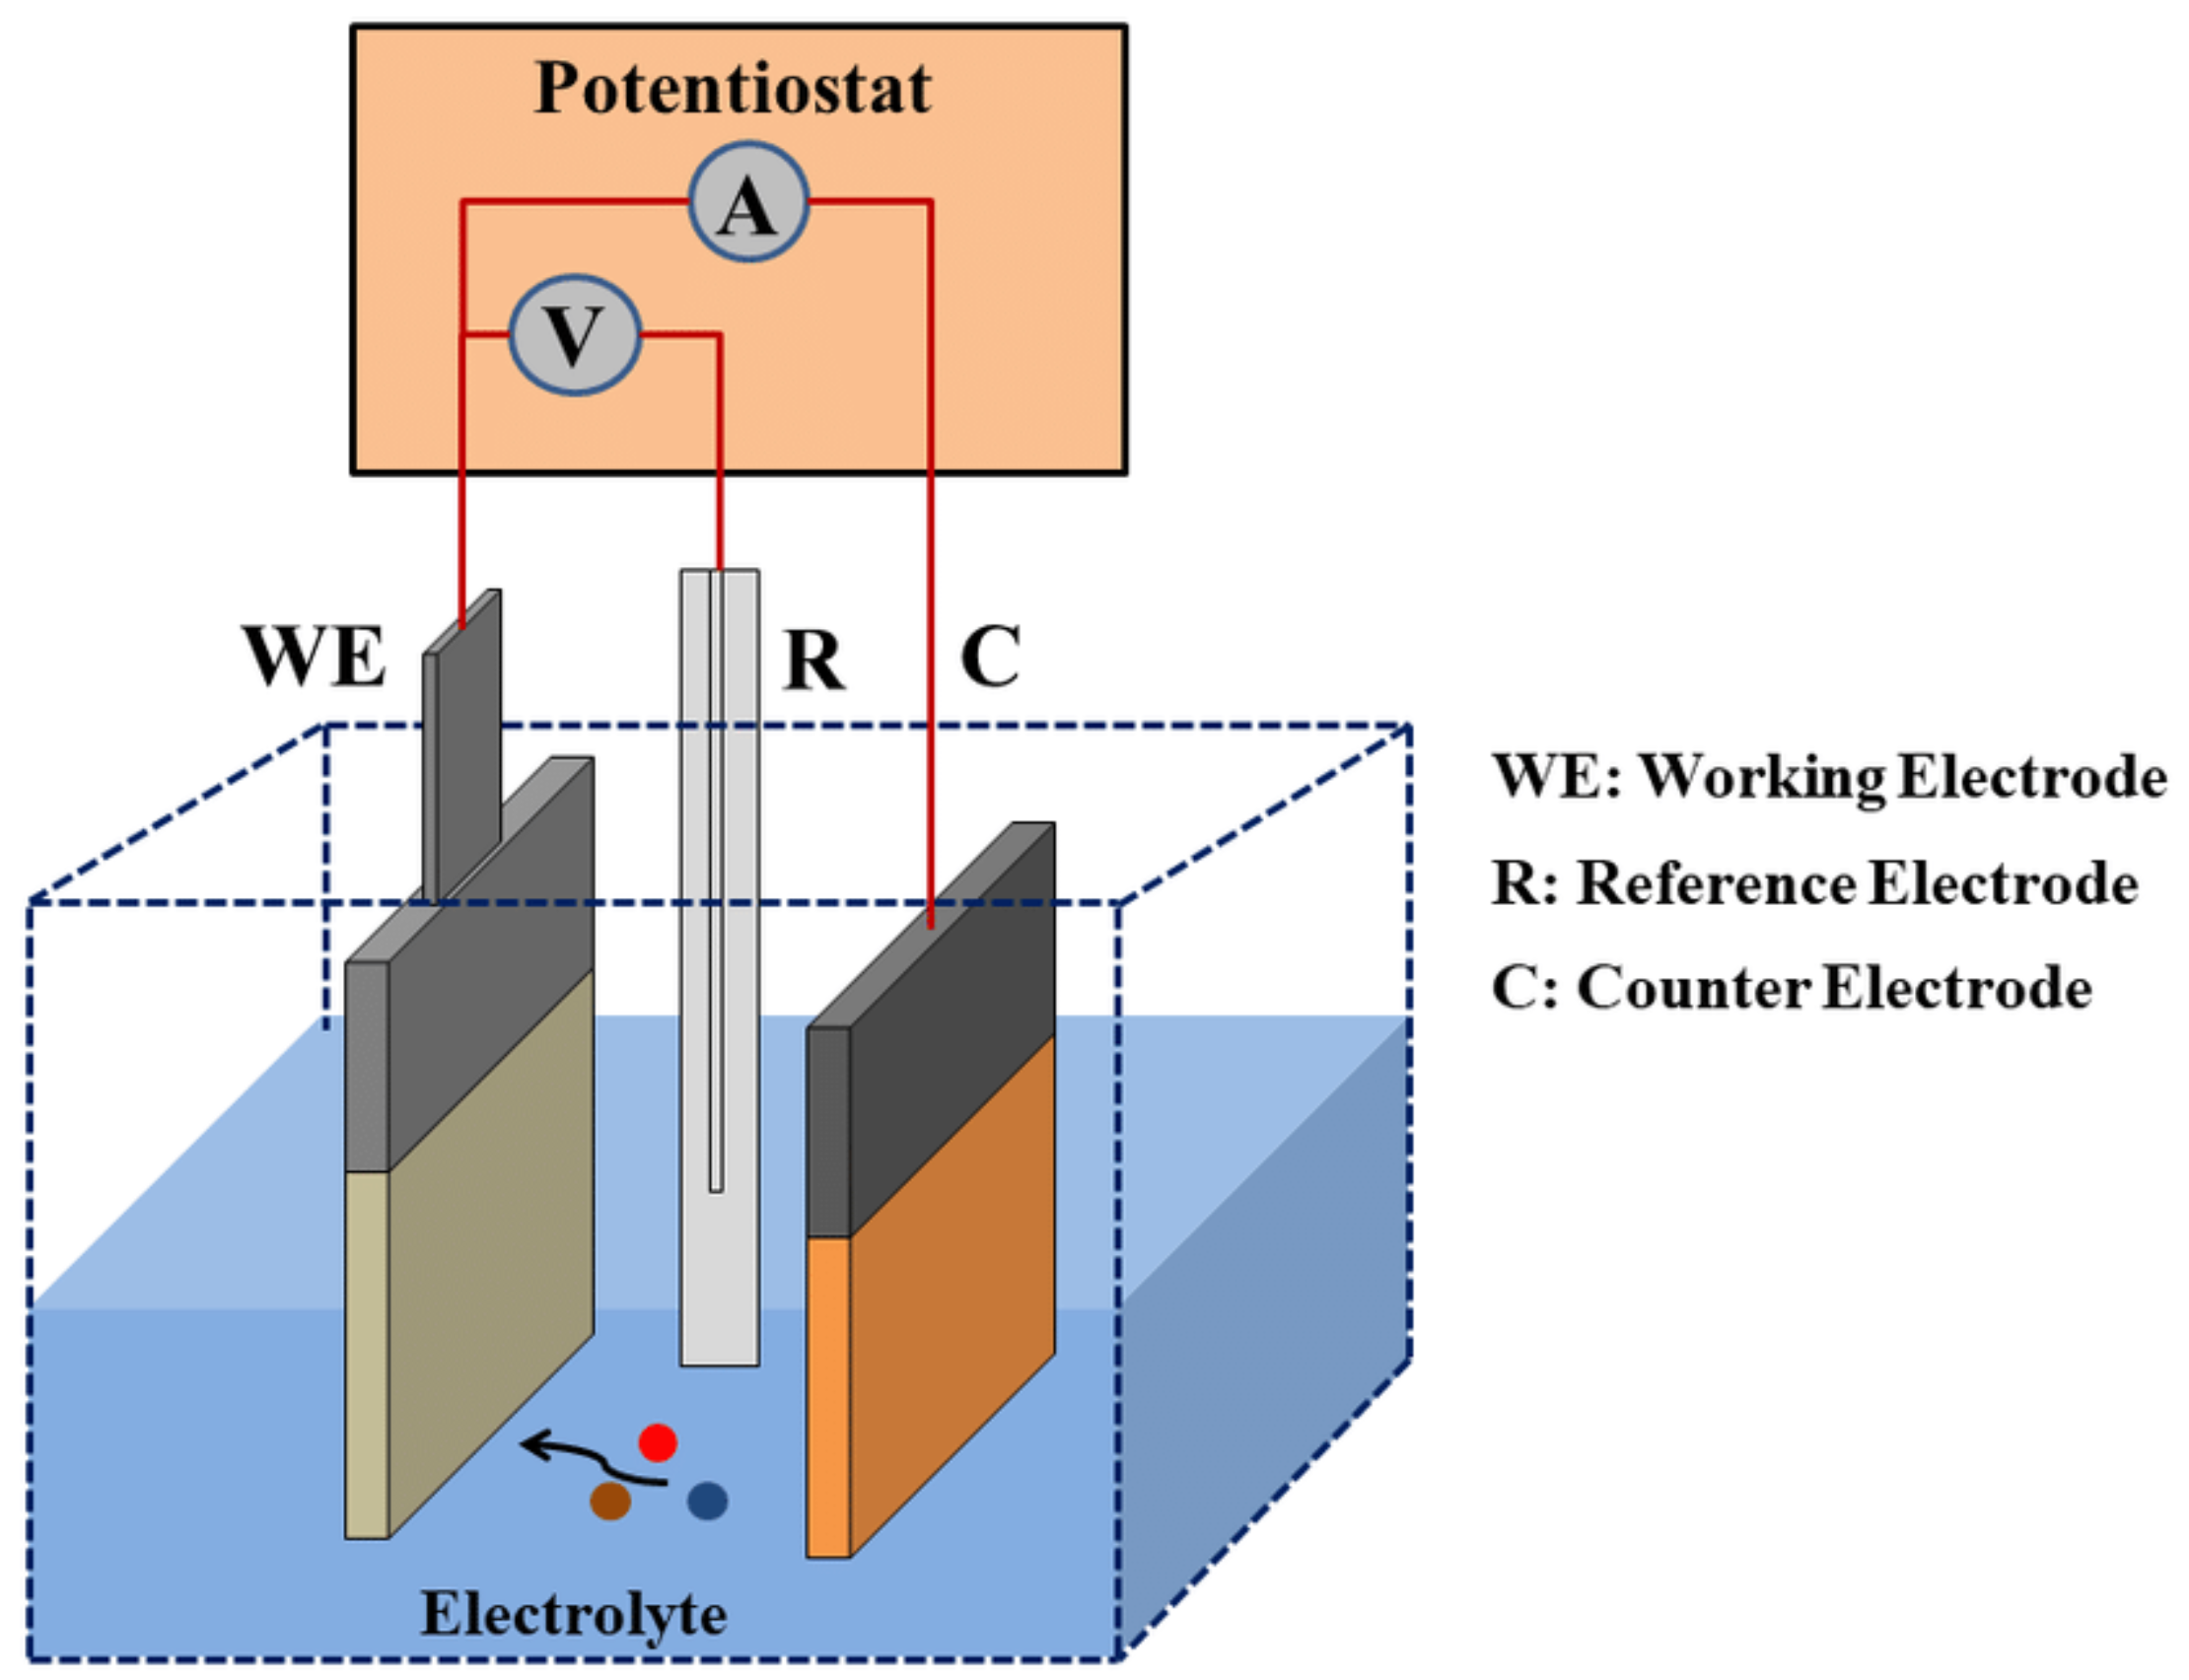 Potentiostat
A
V
WE
R
C
WE: Working Electrode
R: Reference Electrode
C: Counter Electrode
Electrolyte